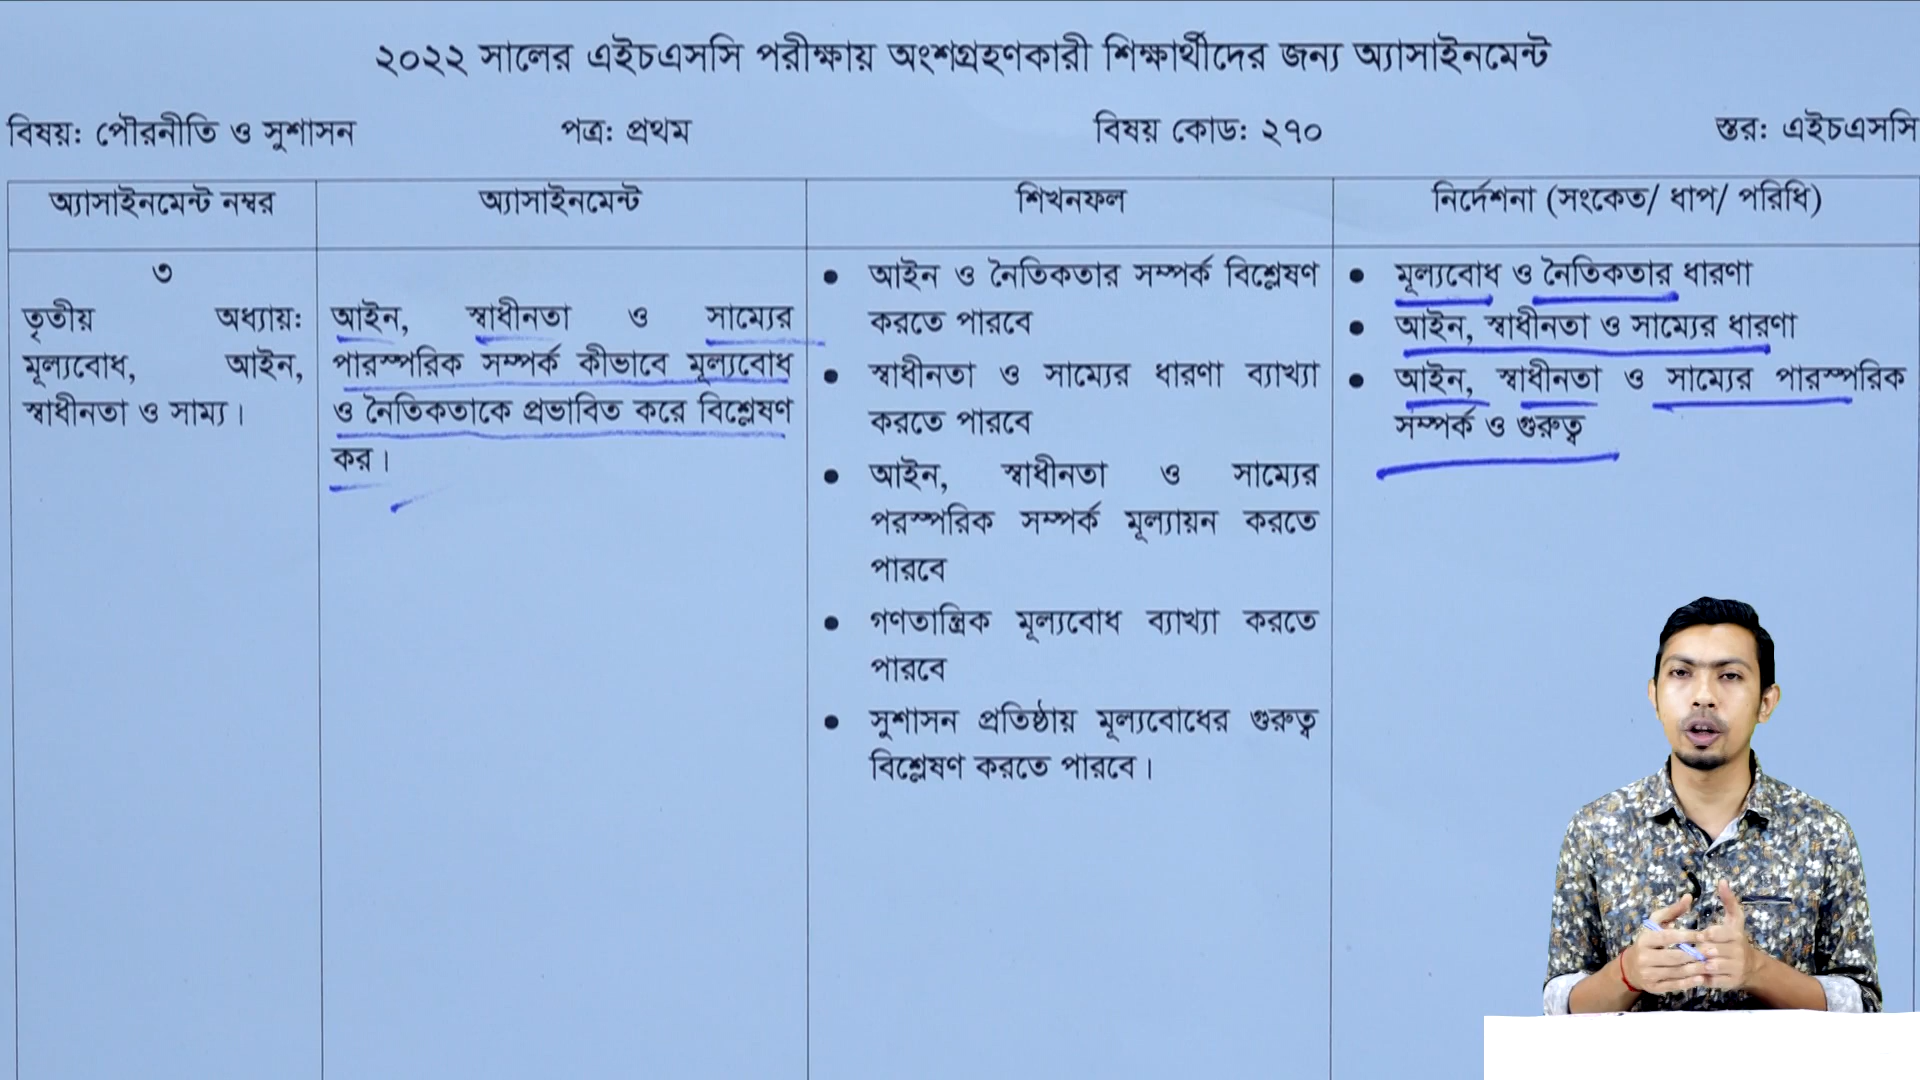 ২০২২ সালের এইচএসসি পরীক্ষায় অংশগ্রহণকারী শিক্ষার্থীদের জন্য অ্যাসাইনমেন্ট
বিষয়: পৌরনীতি ও সুশাসন পত্র: প্রথম বিষয় কোড: ২৭০ স্তর: এইচএসসি
অ্যাসাইনমেন্ট নম্বর
৩
তৃতীয় অধ্যায়:
মূল্যবোধ, আইন,
স্বাধীনতা ও সাম্য।
অ্যাসাইনমেন্ট
আইন, স্বাধীনতা ও সাম্যের
পারস্পরিক সম্পর্ক কীভাবে মূল্যবোধ
ও নৈতিকতাকে প্রভাবিত করে বিশ্লেষণ
কর।
শিখনফল
• আইন ও নৈতিকতার সম্পর্ক বিশ্লেষণ
করতে পারবে
• স্বাধীনতা ও সাম্যের ধারণা ব্যাখ্যা
করতে পারবে
• আইন, স্বাধীনতা ও সাম্যের
পরস্পরিক সম্পর্ক মূল্যায়ন করতে
পারবে
• গণতান্ত্রিক মূল্যবোধ ব্যাখ্যা করতে
পারবে
• সুশাসন প্রতিষ্ঠায় মূল্যবোধের গুরুত্ব
বিশ্লেষণ করতে পারবে।
নির্দেশনা (সংকেত/ ধাপ/ পরিধি)
• মূল্যবোধ ও নৈতিকতার ধারণা
• আইন, স্বাধীনতা ও সাম্যের ধারণা
• আইন, স্বাধীনতা ও সাম্যের পারস্পরিক
সম্পর্ক ও গুরুত্ব